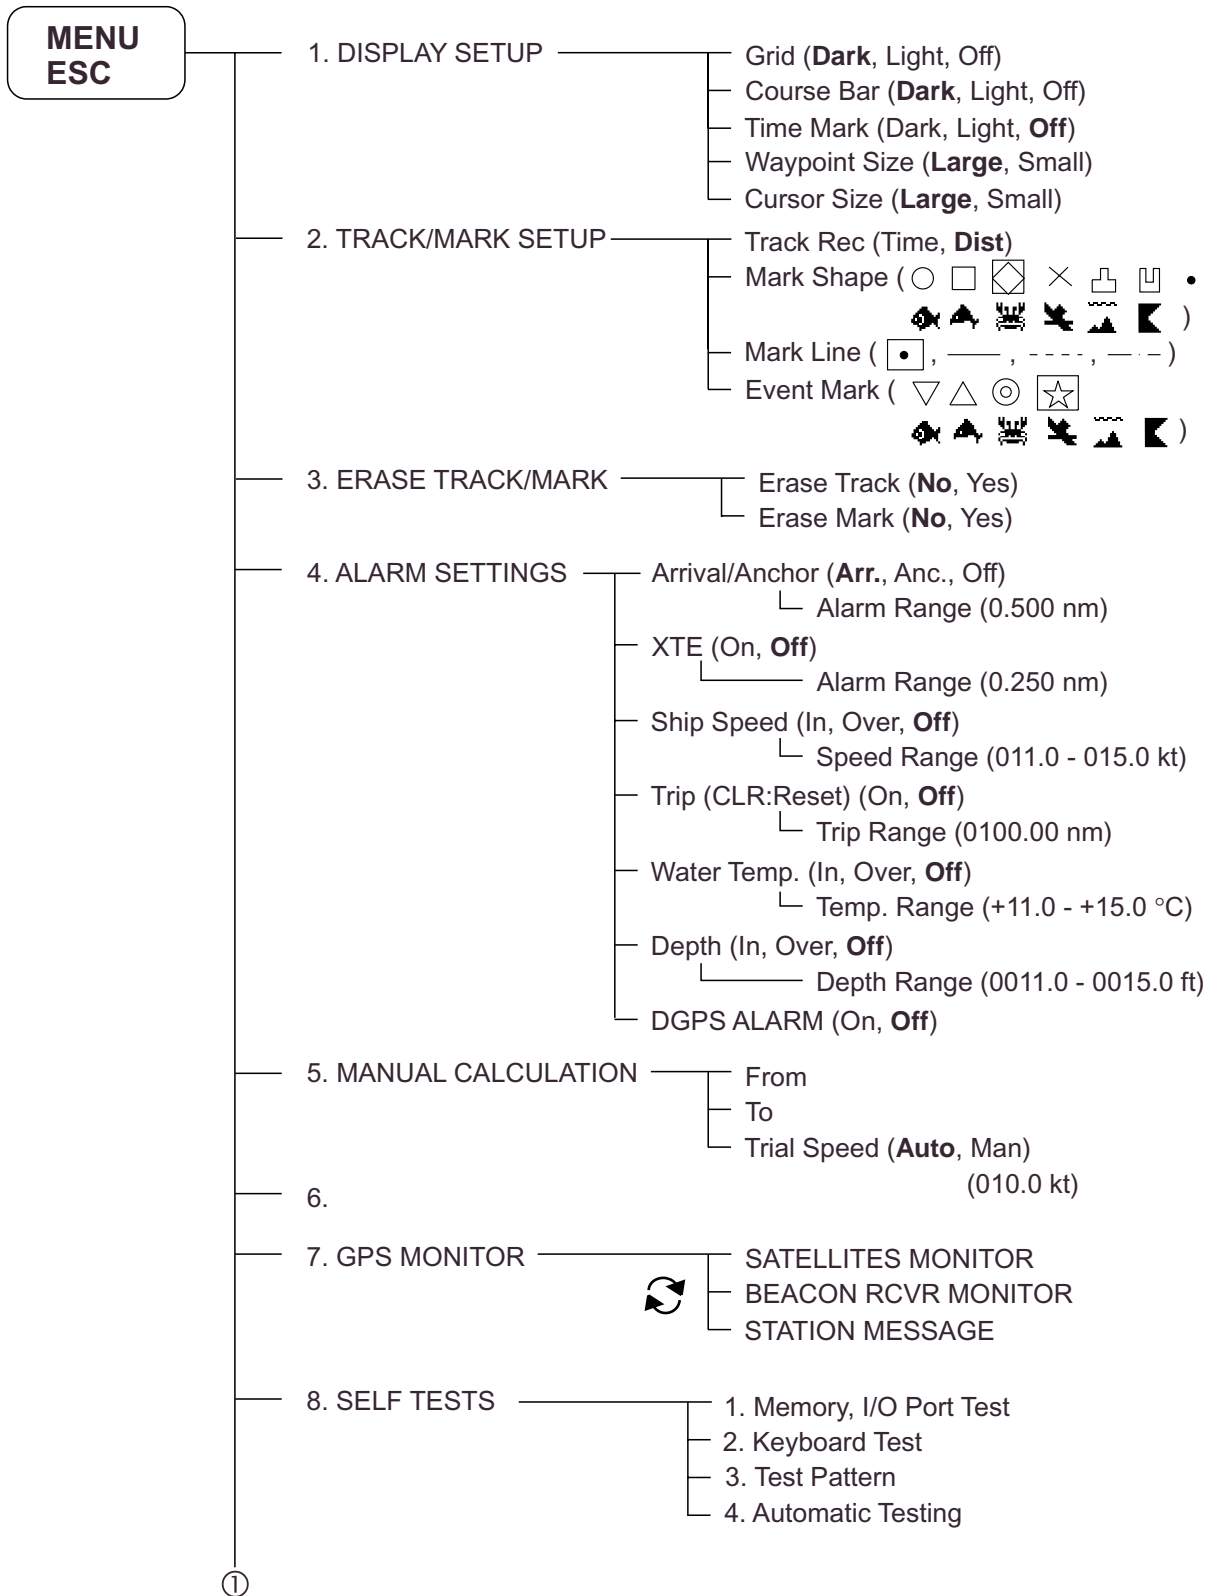 MENU
ESC
1. DISPLAY SETUP
Grid (Dark, Light, Off)
Course Bar (Dark, Light, Off)
Time Mark (Dark, Light, Off)
Waypoint Size (Large, Small)
Cursor Size (Large, Small)
2. TRACK/MARK SETUP
Track Rec (Time, Dist)
Mark Shape (
)
Mark Line ( , , , )
Event Mark (
)
3. ERASE TRACK/MARK
Erase Track (No, Yes)
Erase Mark (No, Yes)
4. ALARM SETTINGS
Arrival/Anchor (Arr., Anc., Off)
Alarm Range (0.500 nm)
XTE (On, Off)
Alarm Range (0.250 nm)
Ship Speed (In, Over, Off)
Speed Range (011.0 - 015.0 kt)
Trip (CLR:Reset) (On, Off)
Trip Range (0100.00 nm)
Water Temp. (In, Over, Off)
Temp. Range (+11.0 - +15.0 °C)
Depth (In, Over, Off)
Depth Range (0011.0 - 0015.0 ft)
DGPS ALARM (On, Off)
5. MANUAL CALCULATION
From
To
Trial Speed (Auto, Man)
(010.0 kt)
6.
7. GPS MONITOR
SATELLITES MONITOR
BEACON RCVR MONITOR
STATION MESSAGE
8. SELF TESTS
1. Memory, I/O Port Test
2. Keyboard Test
3. Test Pattern
4. Automatic Testing
①